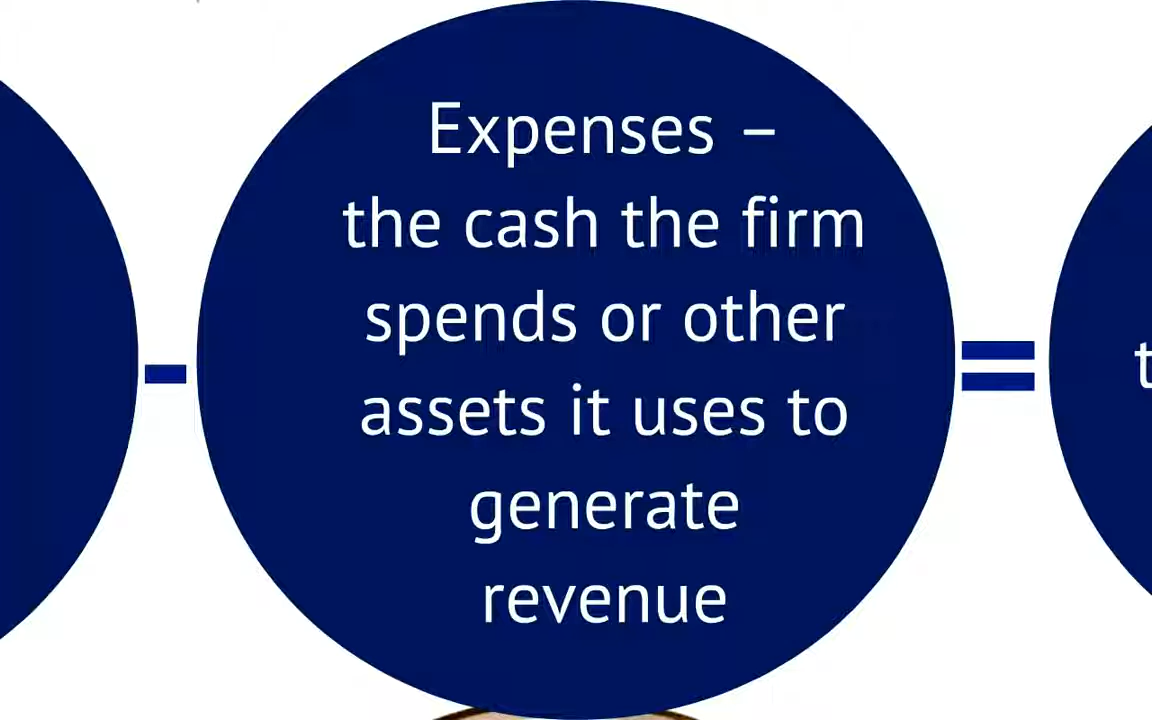 Expenses –
the cash the firm
spends or other
assets it uses to
generate
revenue